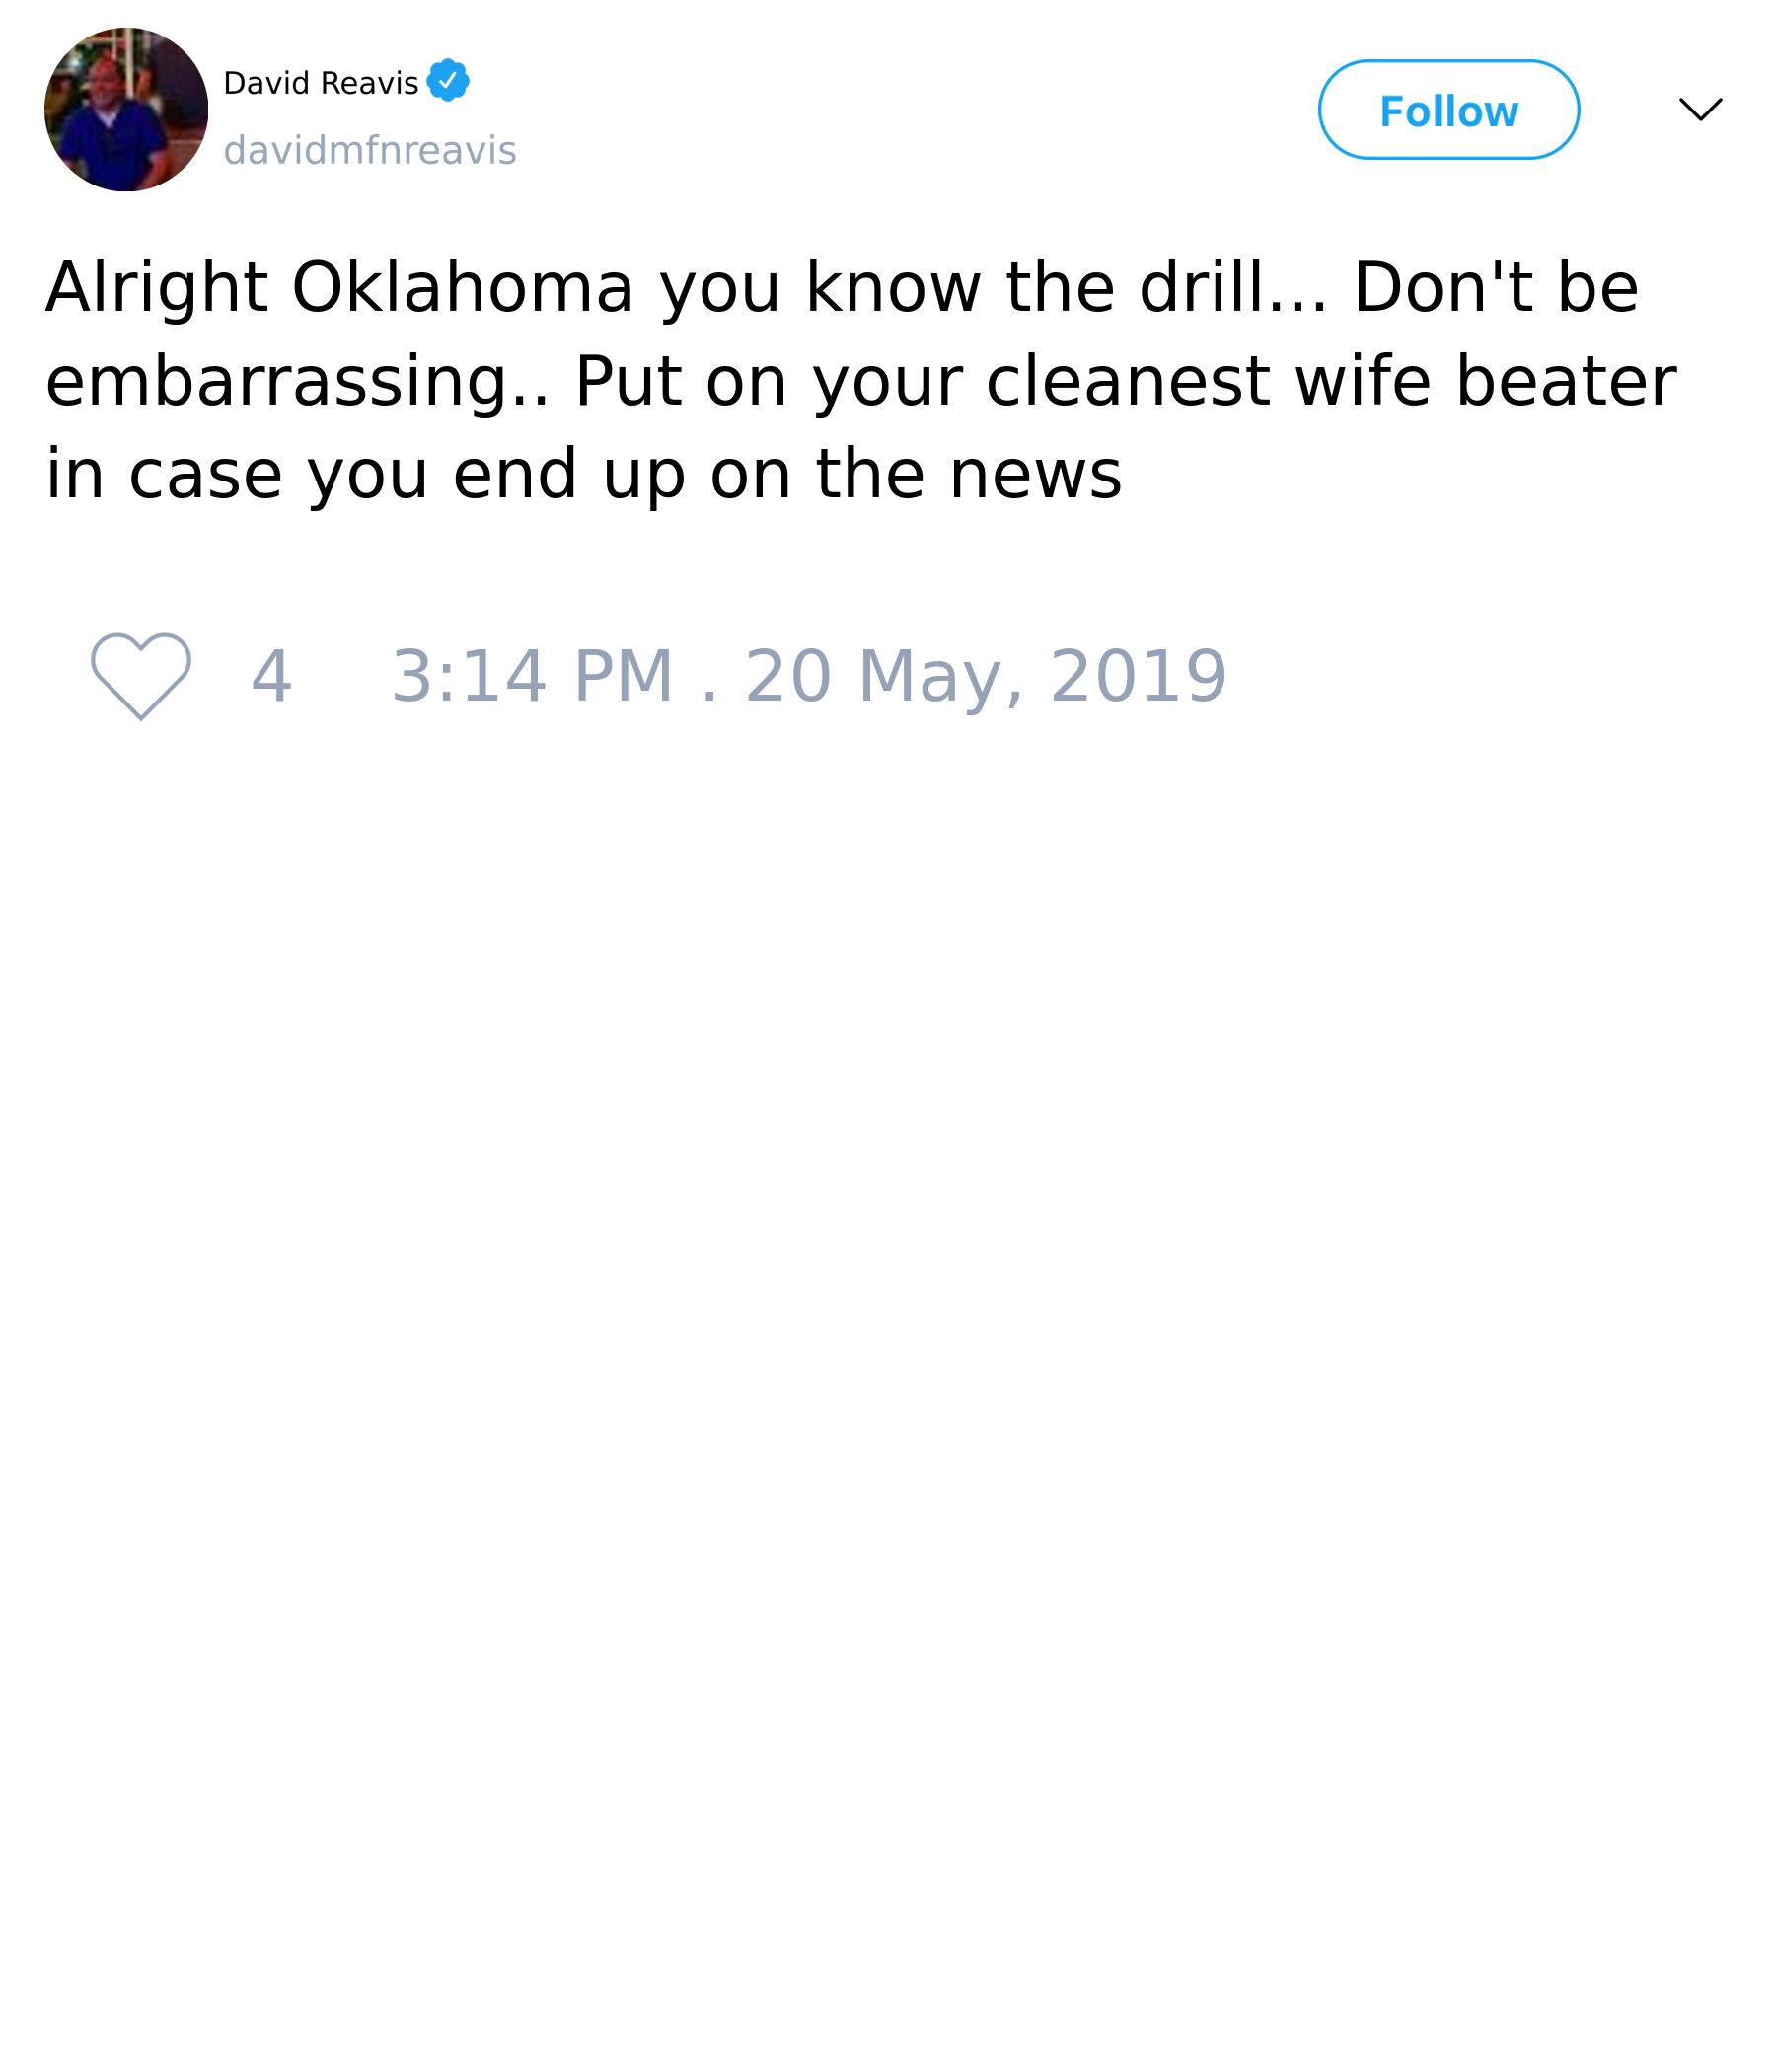 David Reavis
davidmfnreavis
Follow
Alright Oklahoma you know the drill... Don't be
embarrassing.. Put on your cleanest wife beater
in case you end up on the news
4 3:14 PM . 20 May, 2019